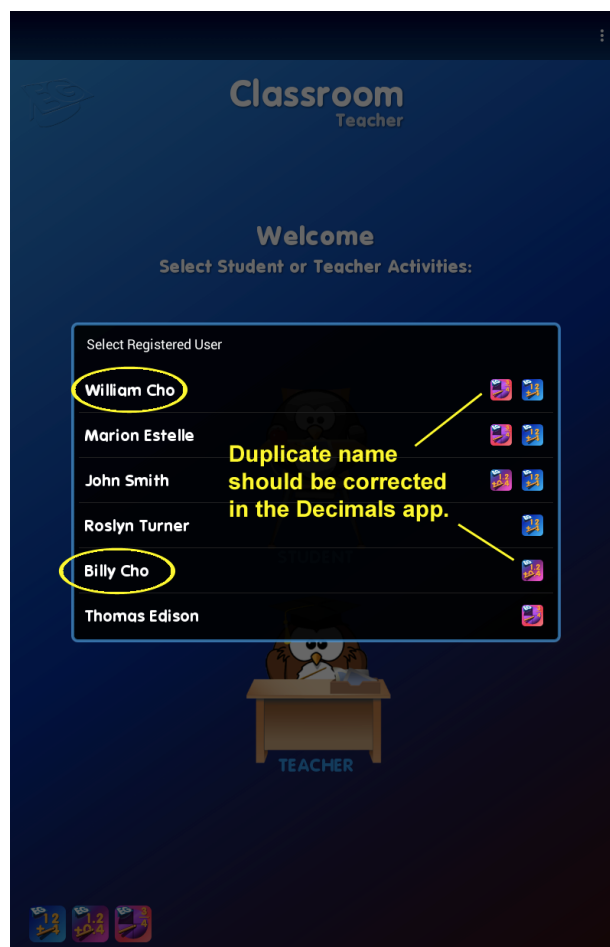 Classroom
Teacher
Welcome
Select Student or Teacher Activities:
Select Registered User
William Cho
Marion Estelle
John Smith
Roslyn Turner
Billy Cho
Thomas Edison
Duplicate name
should be corrected
in the Decimals app.
STUDENT
TEACHER